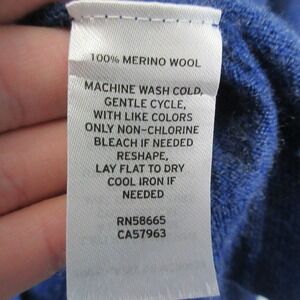 100% MERINO WOOL
MACHINE WASH COLD,
GENTLE CYCLE,
WITH LIKE COLORS
ONLY NON-CHLORINE
BLEACH IF NEEDED
RESHAPE,
LAY FLAT TO DRY
COOL IRON IF
NEEDED
RN58665
CA57963